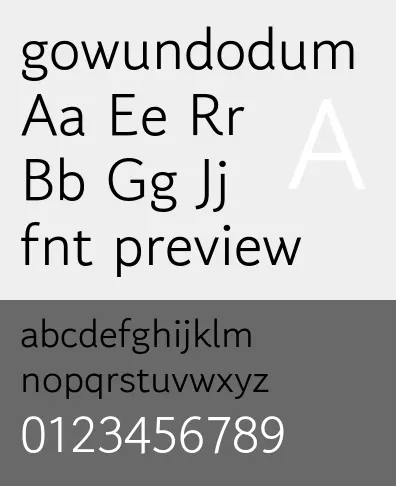 gowundodum
Aa Ee Rr
A
Bb Gg Jj
fnt preview
abcdefghijklm
nopqrstuvwxyz
0123456789